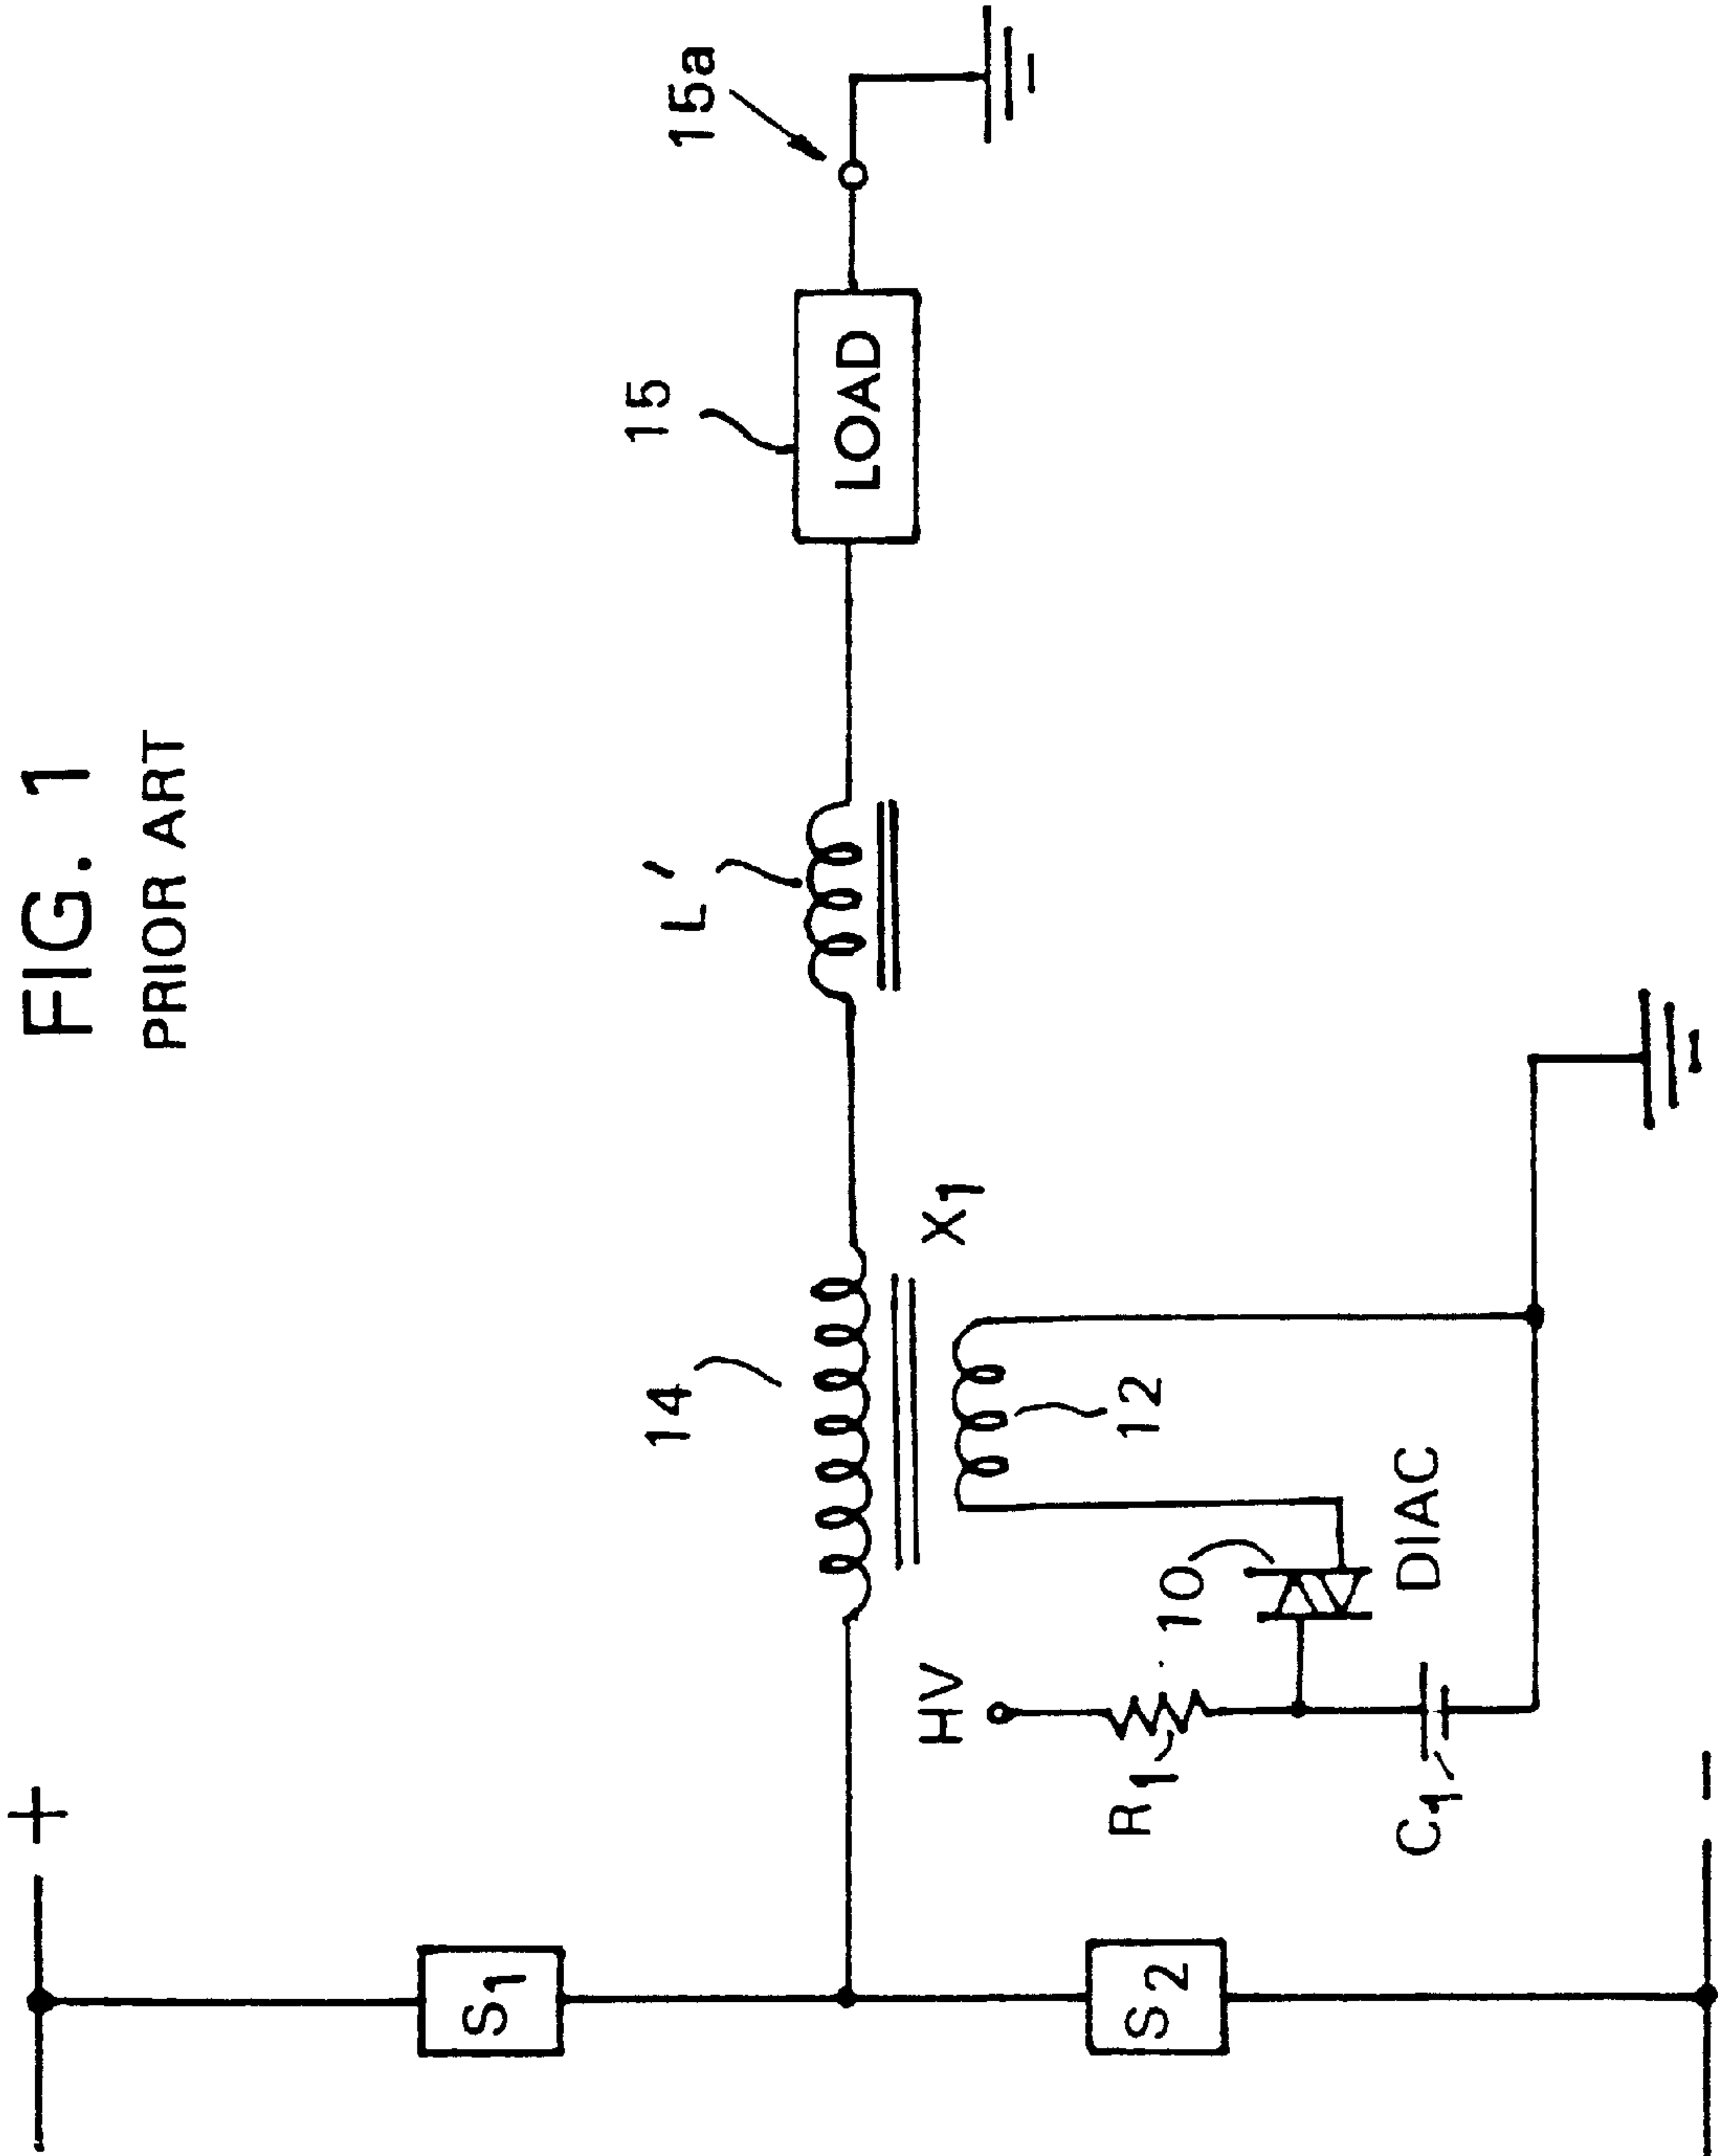 FIG. 1
PRIOR ART
+
S1
S2
14
X1
12
HV
R1
10
DIAC
C1
L'
15
LOAD
15a
-